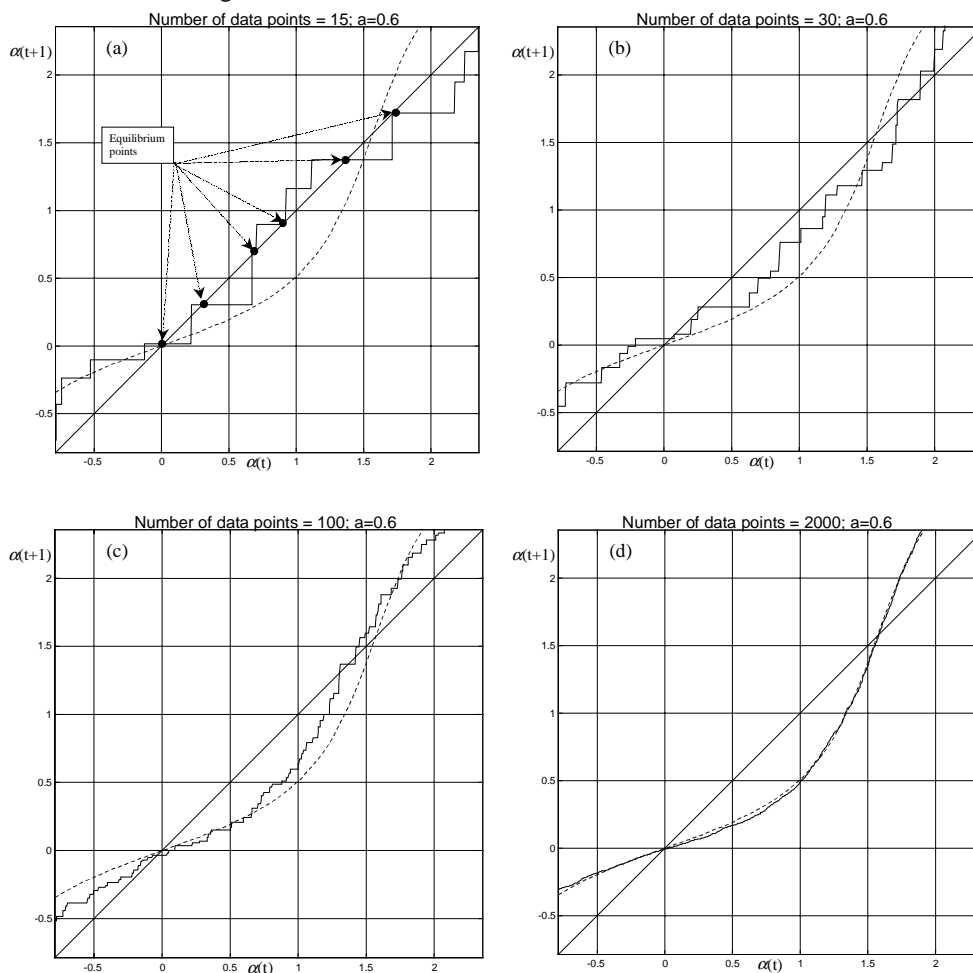 Number of data points = 15; a=0.6
α(t+1)
(a)
2
1.5
Equilibrium
points
1
0.5
0
-0.5
-0.5
0
0.5
1
1.5
2
α(t)
Number of data points = 30; a=0.6
α(t+1)
(b)
2
1.5
1
0.5
0
-0.5
-0.5
0
0.5
1
1.5
2
α(t)
Number of data points = 100; a=0.6
α(t+1)
(c)
2
1.5
1
0.5
0
-0.5
-0.5
0
0.5
1
1.5
2
α(t)
Number of data points = 2000; a=0.6
α(t+1)
(d)
2
1.5
1
0.5
0
-0.5
-0.5
0
0.5
1
1.5
2
α(t)